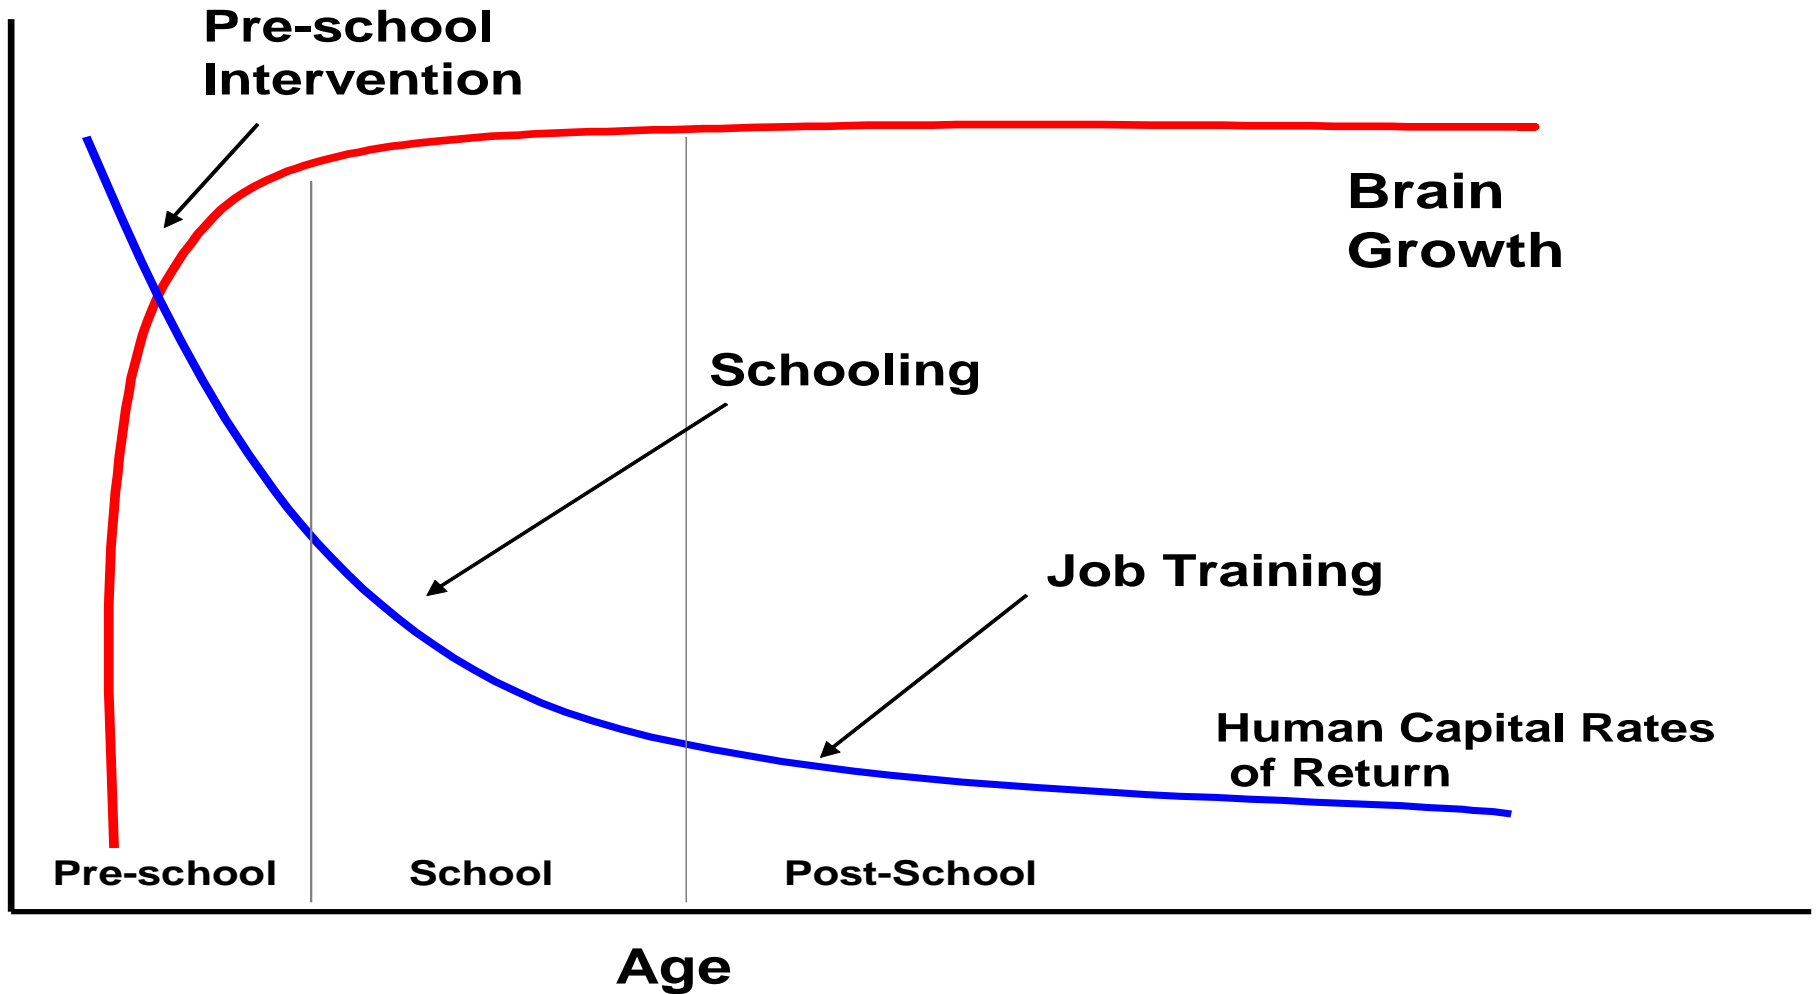 Pre-school
Intervention
Brain
Growth
Schooling
Job Training
Human Capital Rates
of Return
Pre-school
School
Post-School
Age